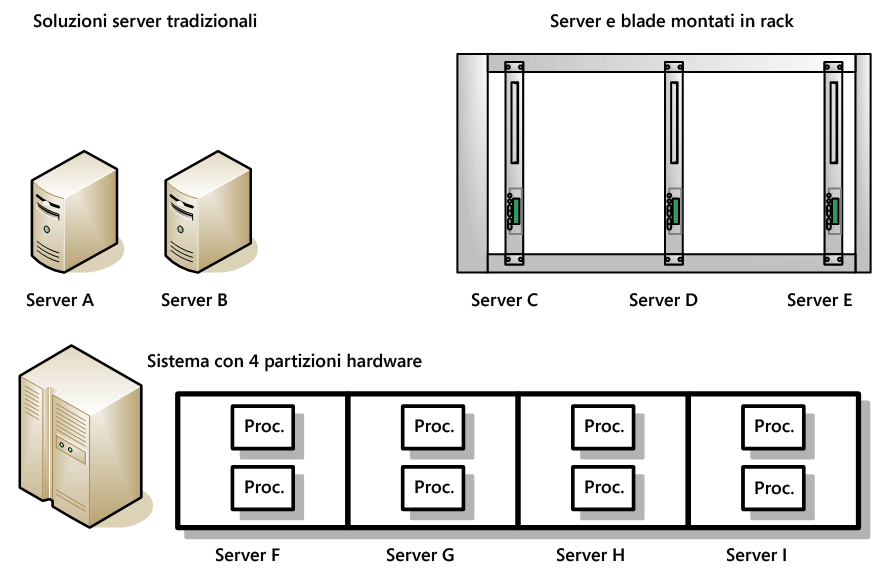 Soluzioni server tradizionali
Server e blade montati in rack
Server A
Server B
Server C
Server D
Server E
Sistema con 4 partizioni hardware
Proc.
Proc.
Proc.
Proc.
Proc.
Proc.
Proc.
Proc.
Server F
Server G
Server H
Server I